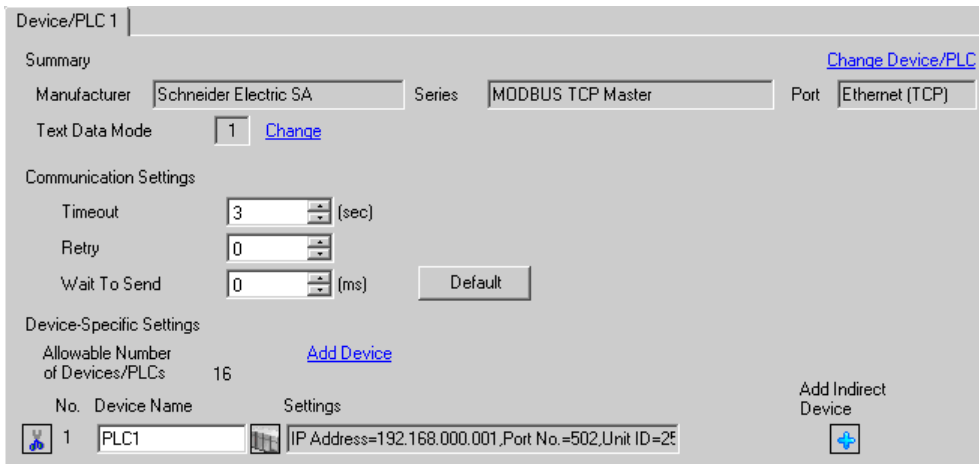 Device/PLC 1
Summary Change Device/PLC
Manufacturer Schneider Electric SA Series MODBUS TCP Master Port Ethernet (TCP)
Text Data Mode 1 Change
Communication Settings
Timeout 3 (sec)
Retry 0
Wait To Send 0 (ms) Default
Device-Specific Settings
Allowable Number Add Device
of Devices/PLCs 16
Add Indirect
No. Device Name Settings Device
1 PLC1 IP Address=192.168.000.001,Port No.=502,Unit ID=25